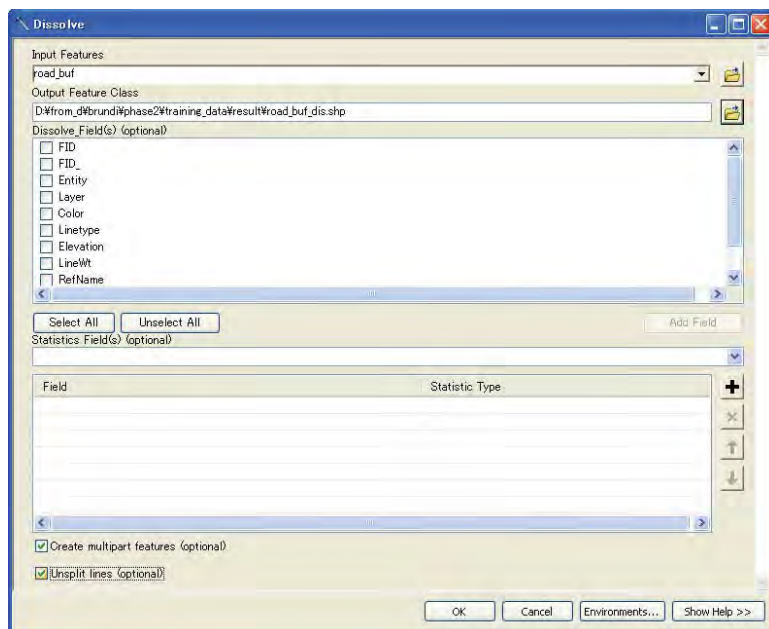 Dissolve
Input Features
road_buf
Output Feature Class
D:¥from_d¥brundi¥phase2¥training_data¥result¥road_buf_dis.shp
Dissolve_Field(s) (optional)
FID
FID_
Entity
Layer
Color
Linetype
Elevation
LineWt
RefName
Select All Unselect All Add Field
Statistics Field(s) (optional)
Field Statistic Type
Create multipart features (optional)
Unsplit lines (optional)
OK Cancel Environments... Show Help >>